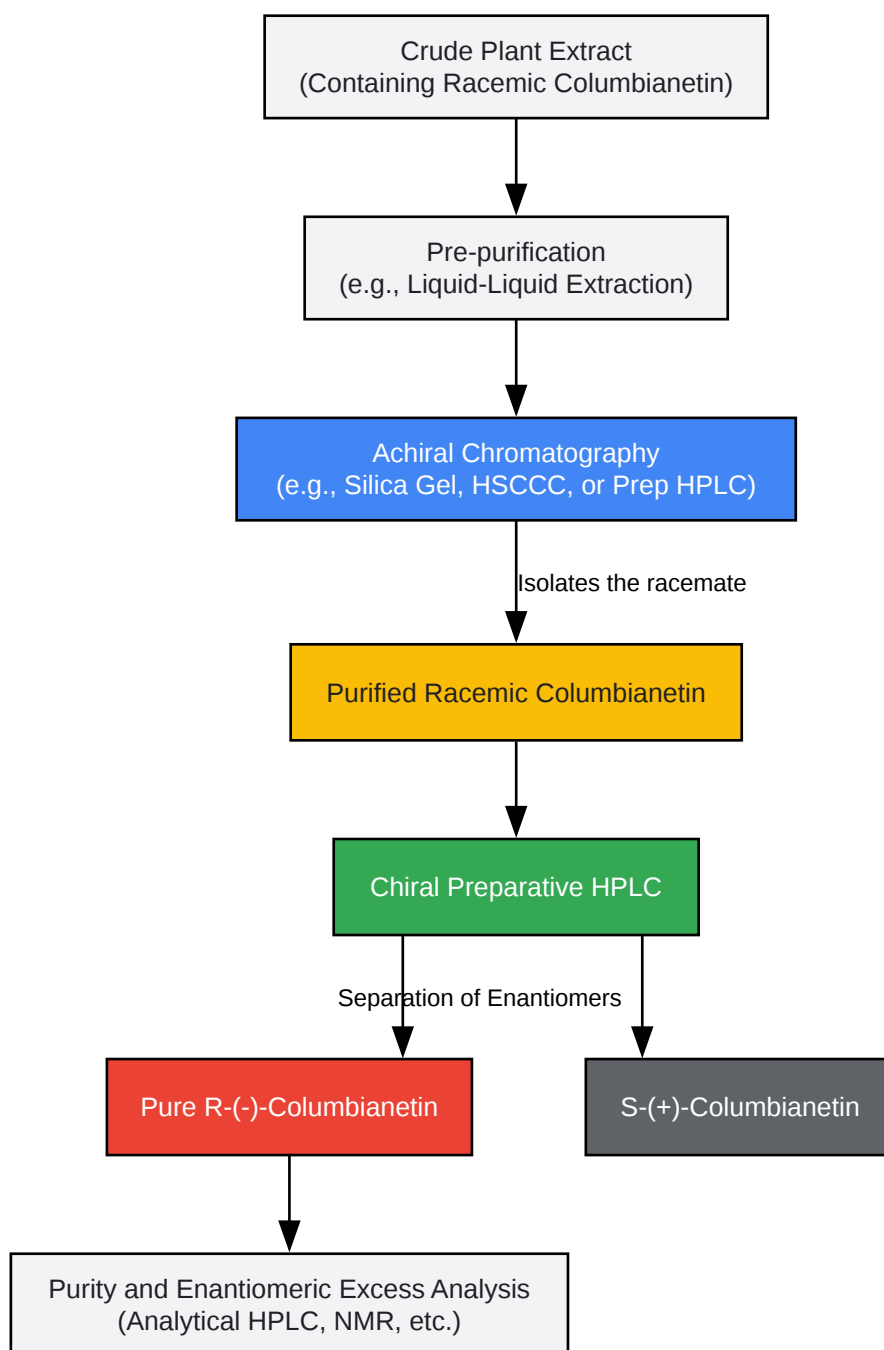 Crude Plant Extract
(Containing Racemic Columbianetin)
Pre-purification
(e.g., Liquid-Liquid Extraction)
Achiral Chromatography
(e.g., Silica Gel, HSCCC, or Prep HPLC)
Isolates the racemate
Purified Racemic Columbianetin
Chiral Preparative HPLC
Separation of Enantiomers
Pure R-(-)-Columbianetin
S-(+)-Columbianetin
Purity and Enantiomeric Excess Analysis
(Analytical HPLC, NMR, etc.)